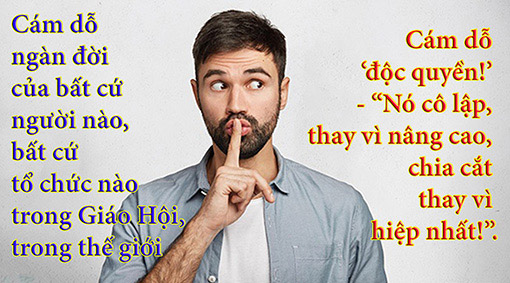 Cám dỗ
ngàn đời
của bất cứ
người nào,
bất cứ
tổ chức nào
trong Giáo Hội,
trong thế giới
Cám dỗ
‘độc quyền!’
- “Nó cô lập,
thay vì nâng cao,
chia cắt
thay vì
hiệp nhất!”.